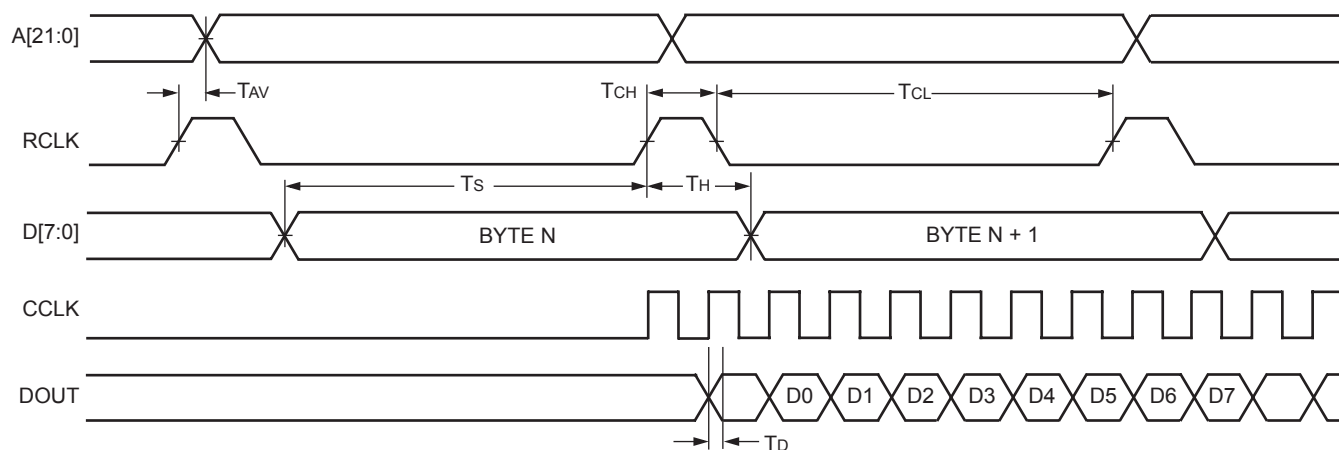 A[21:0]
TAV
TCH
TCL
RCLK
TS
TH
D[7:0]
BYTE N
BYTE N + 1
CCLK
DOUT
D0
D1
D2
D3
D4
D5
D6
D7
TD